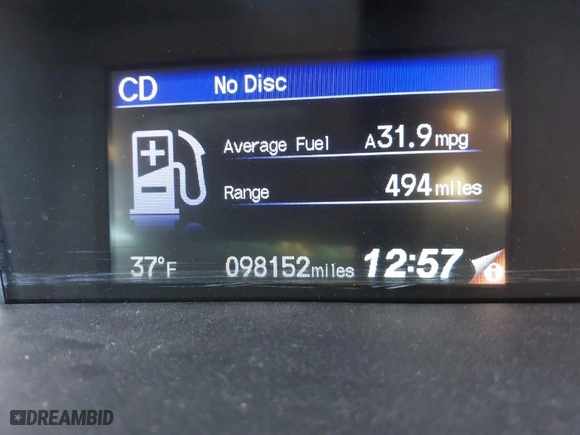 CD No Disc
Average Fuel A31.9mpg
Range 494miles
37°F 098152miles 12:57 i
DREAMBID